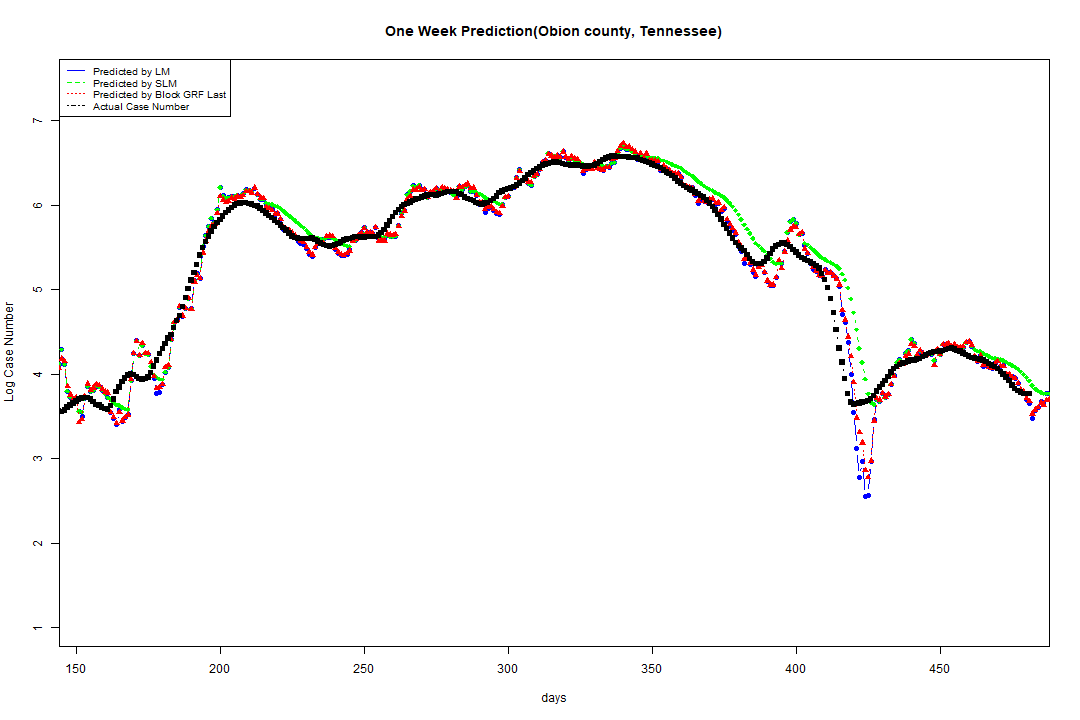 One Week Prediction(Obion county, Tennessee)
Predicted by LM
Predicted by SLM
Predicted by Block GRF Last
Actual Case Number
7
6
5
4
3
2
1
Log Case Number
150 200 250 300 350 400 450
days